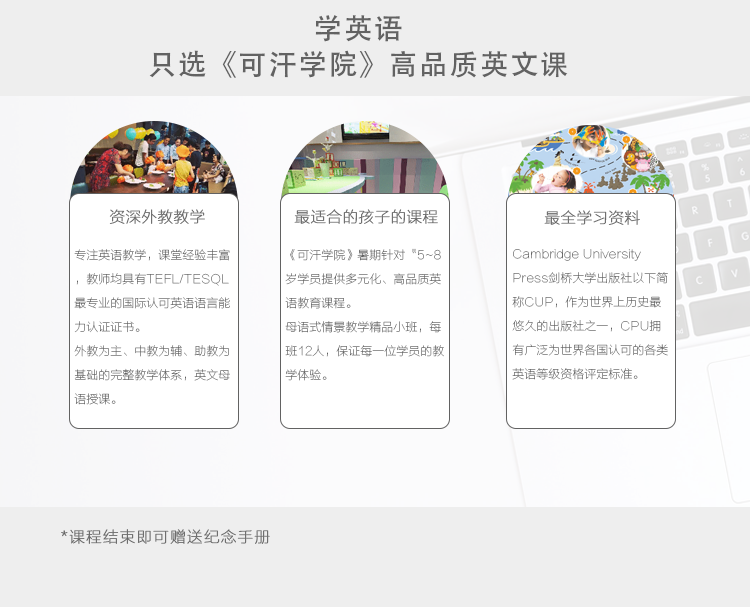 学英语
只选《可汗学院》高品质英文课
资深外教教学
专注英语教学，课堂经验丰富
，教师均具有TEFL/TESOL
最专业的国际认可英语语言能
力认证证书。
外教为主、中教为辅、助教为
基础的完整教学体系，英文母
语授课。
最适合的孩子的课程
《可汗学院》暑期针对“5~8
岁学员提供多元化、高品质英
语教育课程。
母语式情景教学精品小班，每
班12人，保证每一位学员的教
学体验。
最全学习资料
Cambridge University
Press剑桥大学出版社以下简
称CUP，作为世界上历史最
悠久的出版社之一，CPU拥
有广泛为世界各国认可的各类
英语等级资格评定标准。
*课程结束即可赠送纪念手册